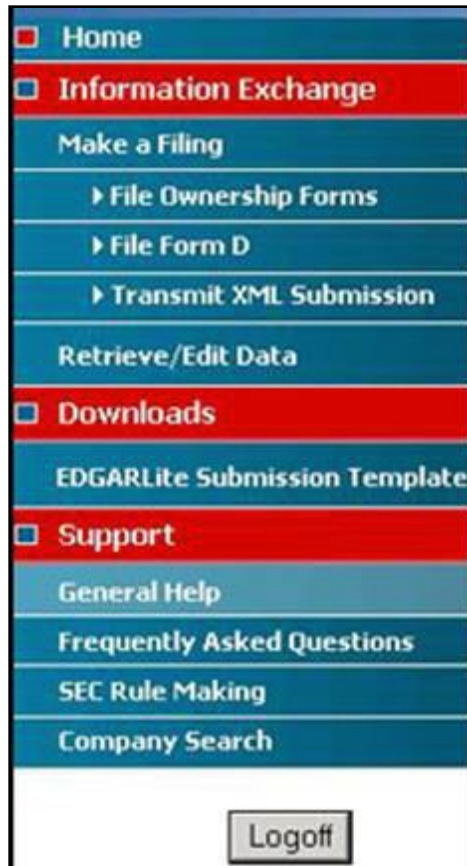 Home
Information Exchange
Make a Filing
File Ownership Forms
File Form D
Transmit XML Submission
Retrieve/Edit Data
Downloads
EDGARLite Submission Template
Support
General Help
Frequently Asked Questions
SEC Rule Making
Company Search
Logoff